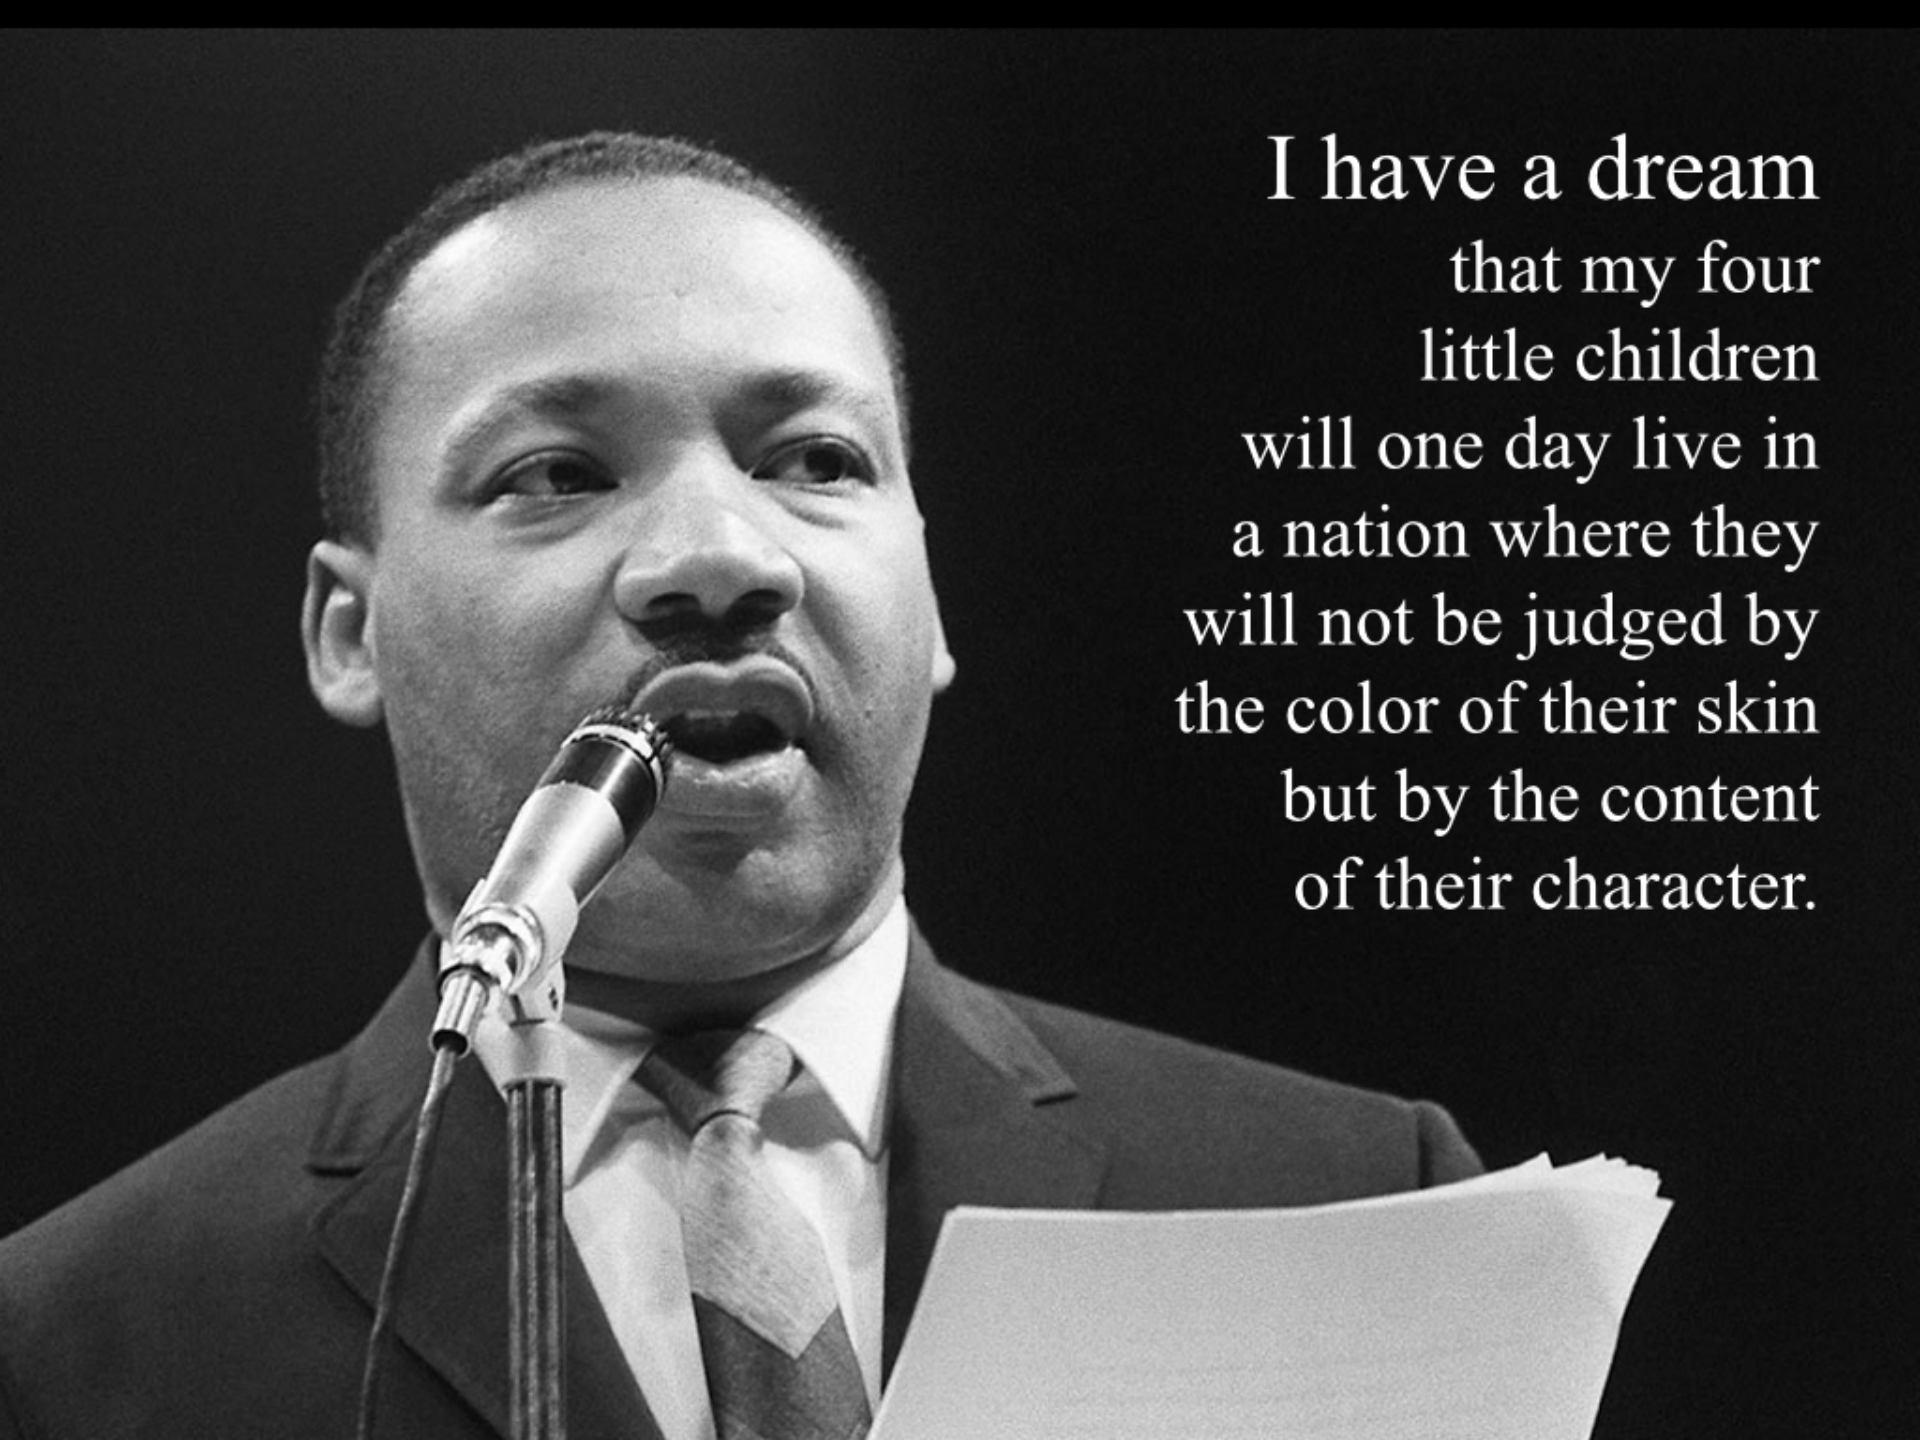 I have a dream
that my four
little children
will one day live in
a nation where they
will not be judged by
the color of their skin
but by the content
of their character.